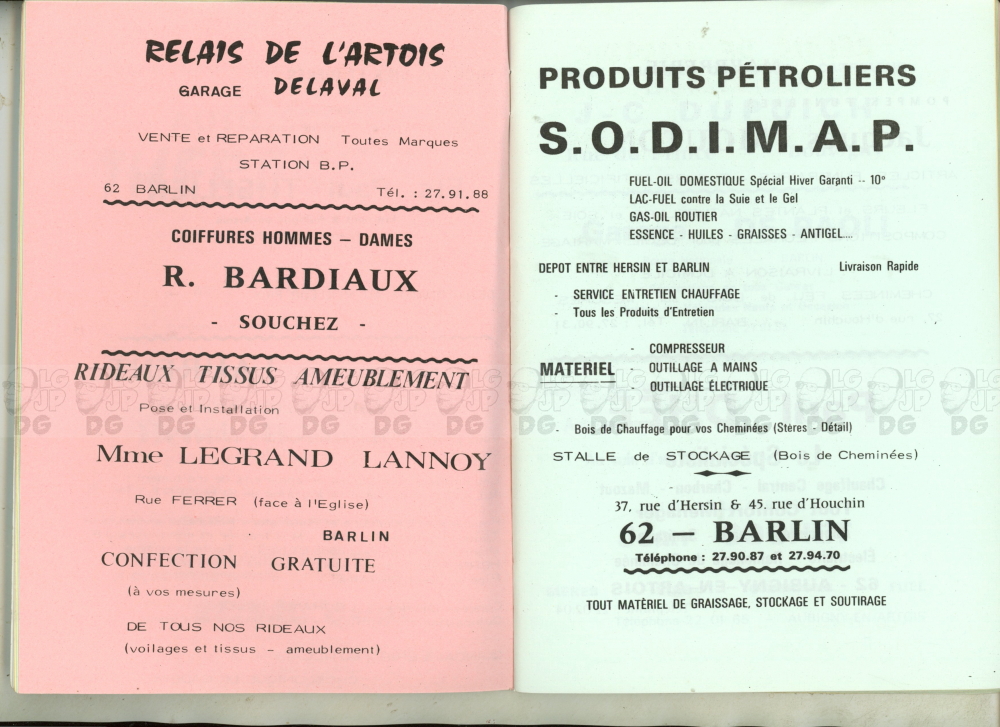 RELAIS DE L'ARTOIS
GARAGE DELAVAL
VENTE et REPARATION Toutes Marques
STATION B.P.
62 BARLIN Tél. : 27.91.88
COIFFURES HOMMES – DAMES
R. BARDIAUX
- SOUCHEZ -
RIDEAUX TISSUS AMEUBLEMENT
Pose et Installation
Mme LEGRAND LANNOY
Rue FERRER (face à l'Eglise)
BARLIN
CONFECTION GRATUITE
(à vos mesures)
DE TOUS NOS RIDEAUX
(voilages et tissus – ameublement)
PRODUITS PÉTROLIERS
S.O.D.I.M.A.P.
FUEL-OIL DOMESTIQUE Spécial Hiver Garanti -- 10°
LAC-FUEL contre la Suie et le Gel
GAS-OIL ROUTIER
ESSENCE - HUILES - GRAISSES - ANTIGEL....
DEPOT ENTRE HERSIN ET BARLIN Livraison Rapide
- SERVICE ENTRETIEN CHAUFFAGE
- Tous les Produits d'Entretien
- COMPRESSEUR
MATERIEL - OUTILLAGE A MAINS
- OUTILLAGE ÉLECTRIQUE
- Bois de Chauffage pour vos Cheminées (Stères - Détail)
STALLE de STOCKAGE (Bois de Cheminées)
37, rue d'Hersin & 45, rue d'Houchin
62 – BARLIN
Téléphone : 27.90.87 et 27.94.70
TOUT MATÈRIEL DE GRAISSAGE, STOCKAGE ET SOUTIRAGE